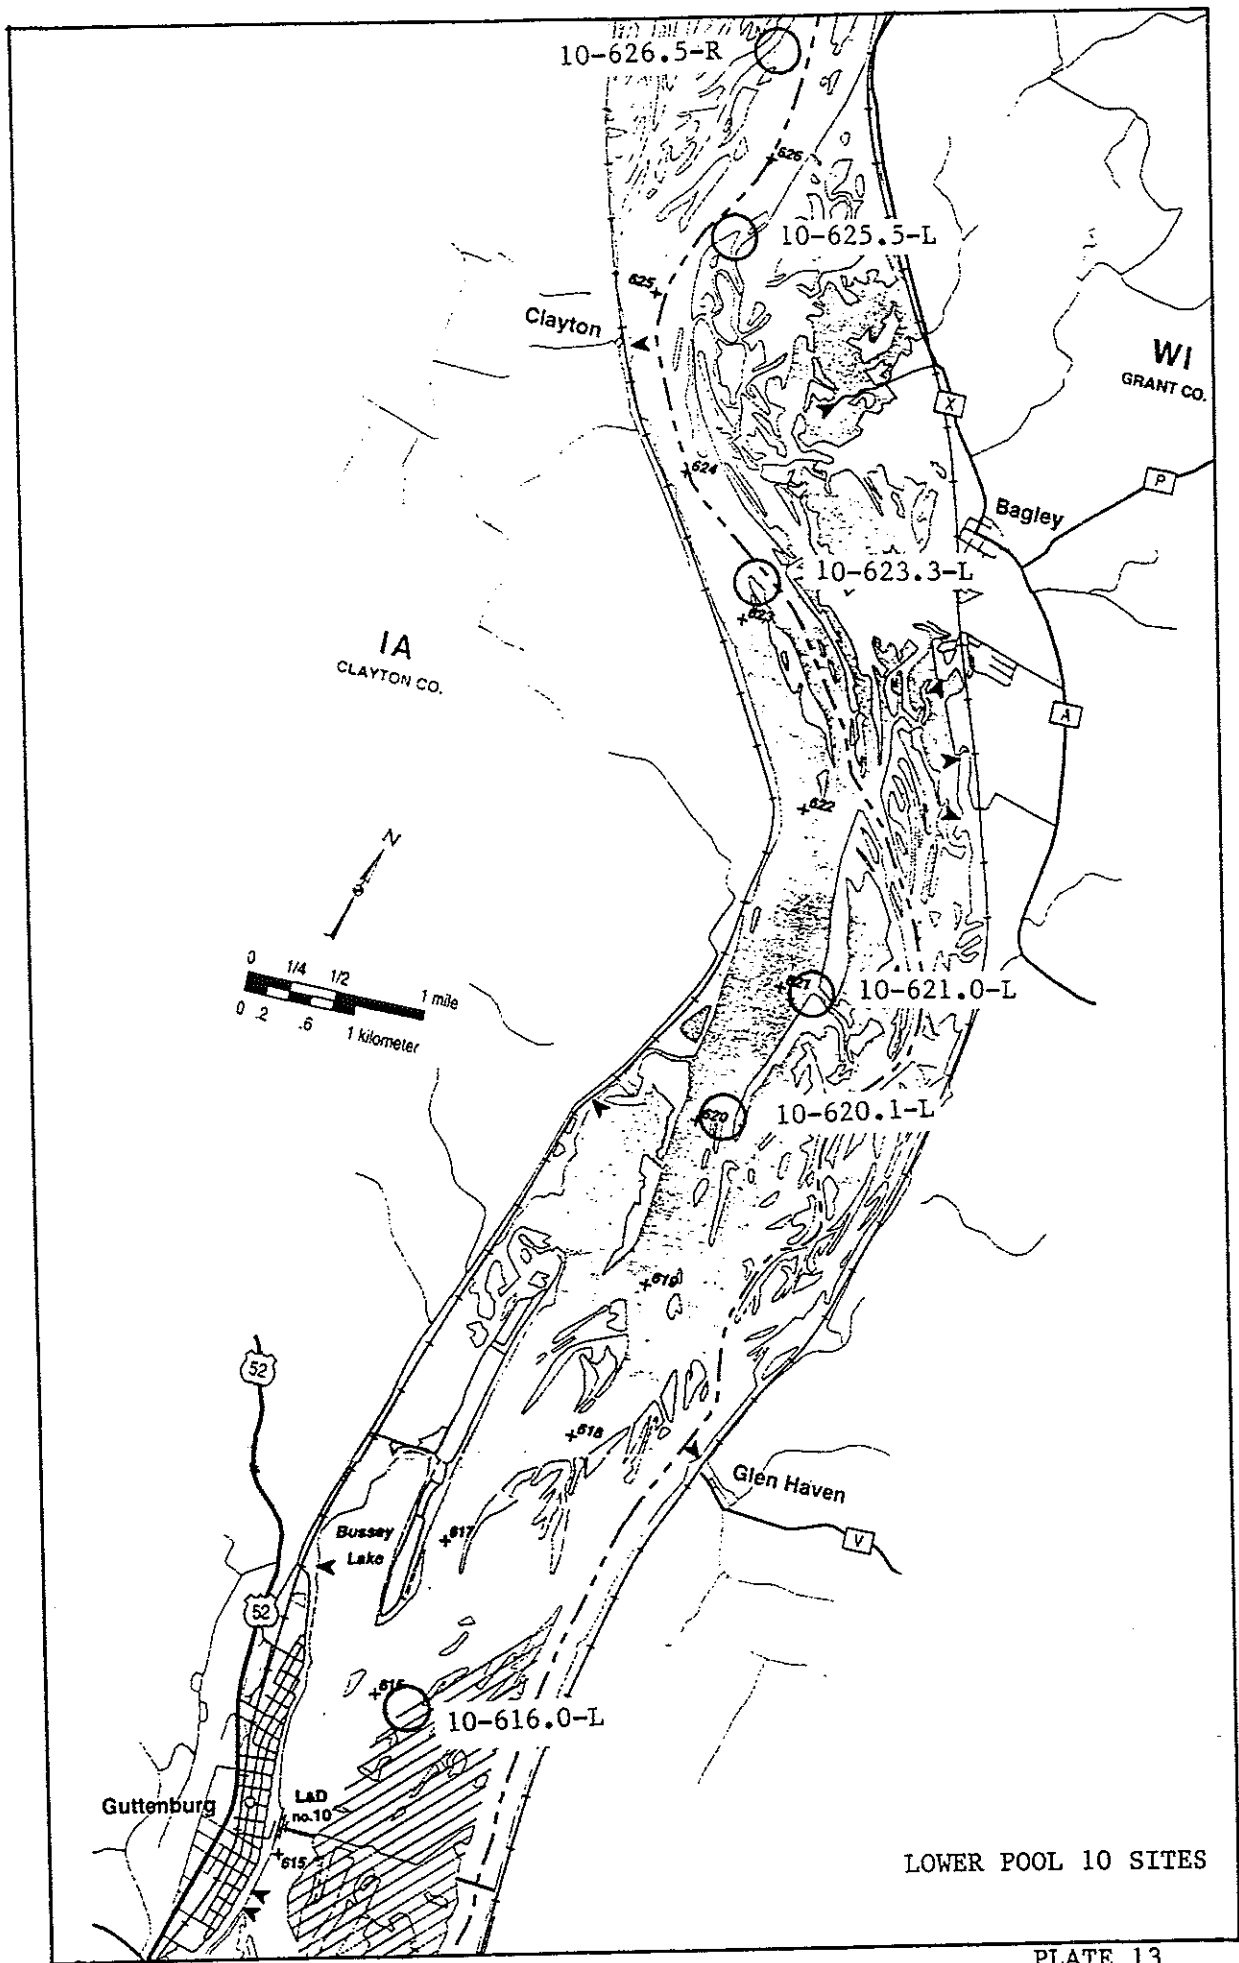 10-626.5-R
626
10-625.5-L
625
Clayton
WI
GRANT CO.
X
624
P
Bagley
10-623.3-L
623
IA
CLAYTON CO.
A
622
N
0 1/4 1/2 1 mile
0 .2 .6 1 kilometer
621
10-621.0-L
620
10-620.1-L
619
52
618
Glen Haven
V
617
Bussey
Lake
52
10-616.0-L
Guttenburg
L&D
no.10
615
LOWER POOL 10 SITES
PLATE 13